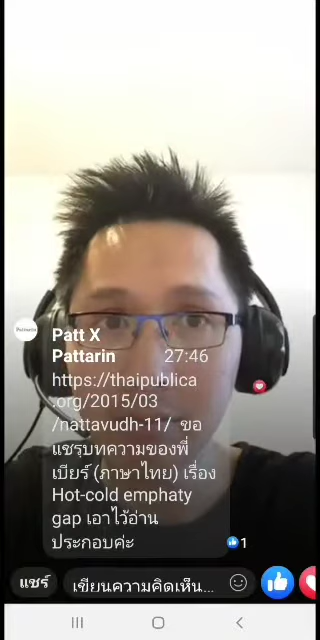 Patt X
Pattarin 27:46
https://thaipublica
.org/2015/03
/nattavudh-11/ ขอ
แชรฺบทความของพี่
เบียร์ (ภาษาไทย) เรื่อง
Hot-cold emphaty
gap เอาไว้อ่าน
ประกอบค่ะ
1
แชร์
เขียนความคิดเห็น...